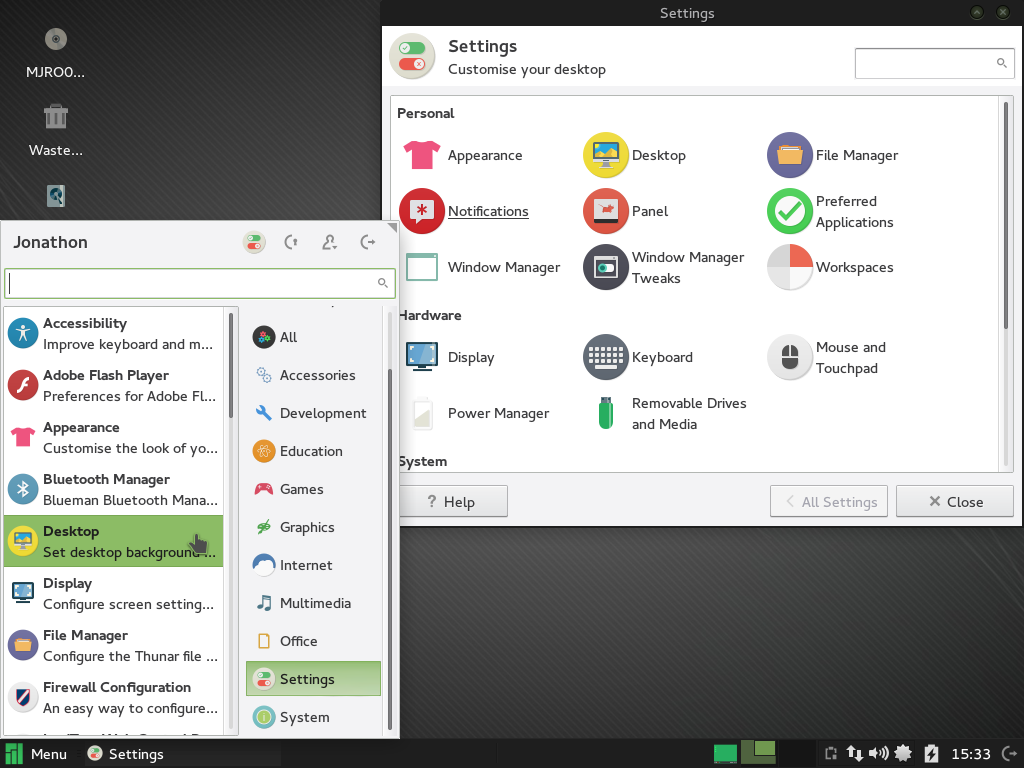 Settings
MJRO0...
Waste...
Settings
Customise your desktop
Personal
Appearance
Desktop
File Manager
Notifications
Panel
Preferred
Applications
Window Manager
Window Manager
Tweaks
Workspaces
Hardware
Display
Keyboard
Mouse and
Touchpad
Power Manager
Removable Drives
and Media
System
Help
All Settings
Close
Jonathon
Accessibility
Improve keyboard and m...
Adobe Flash Player
Preferences for Adobe Fl...
Appearance
Customise the look of yo...
Bluetooth Manager
Blueman Bluetooth Mana...
Desktop
Set desktop background ...
Display
Configure screen setting...
File Manager
Configure the Thunar file ...
Firewall Configuration
An easy way to configure...
All
Accessories
Development
Education
Games
Graphics
Internet
Multimedia
Office
Settings
System
Menu
Settings
15:33